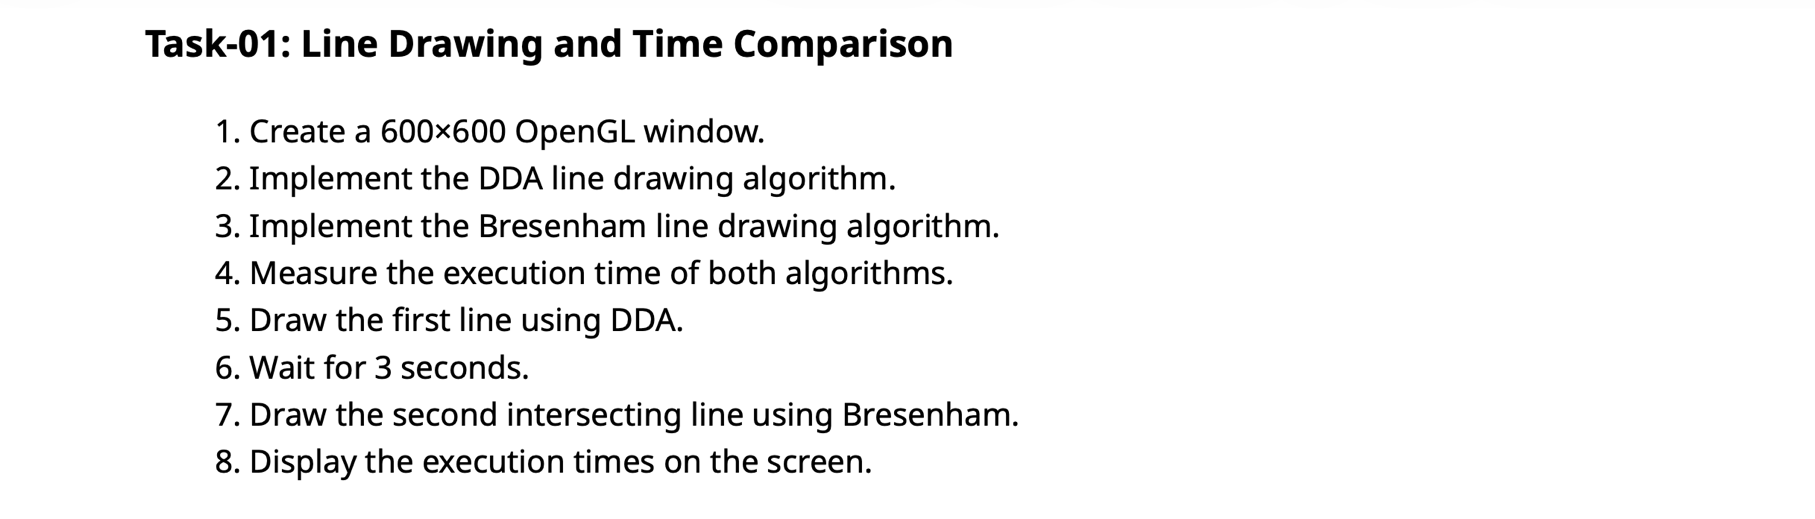 Task-01: Line Drawing and Time Comparison
1. Create a 600×600 OpenGL window.
2. Implement the DDA line drawing algorithm.
3. Implement the Bresenham line drawing algorithm.
4. Measure the execution time of both algorithms.
5. Draw the first line using DDA.
6. Wait for 3 seconds.
7. Draw the second intersecting line using Bresenham.
8. Display the execution times on the screen.